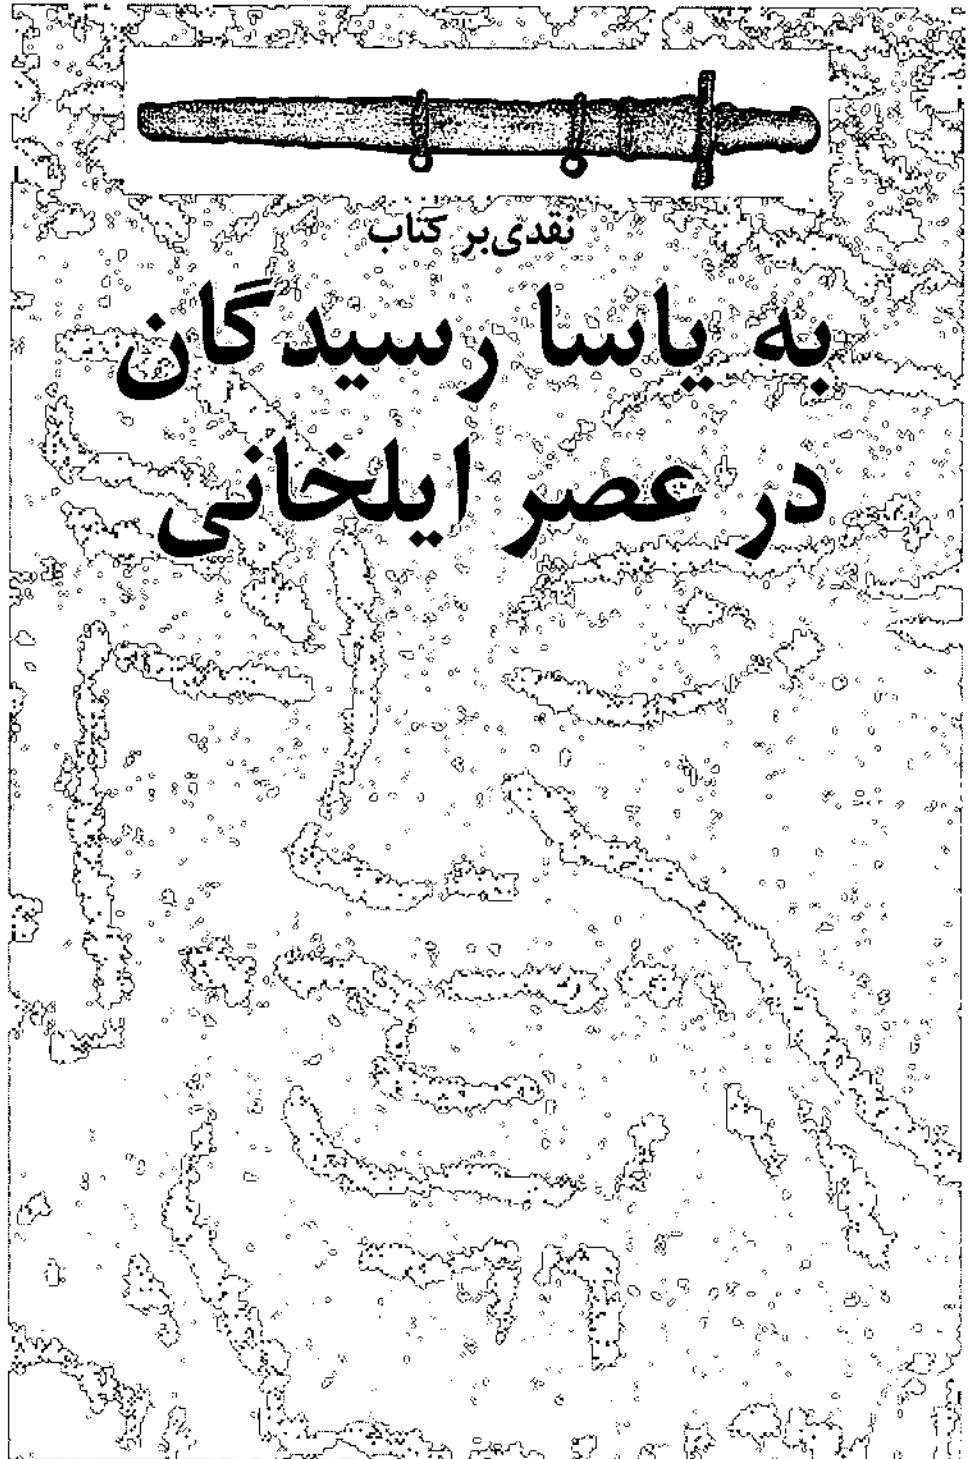 نقدی بر کتاب
به یاسا رسیدگان
در عصر ایلخانی